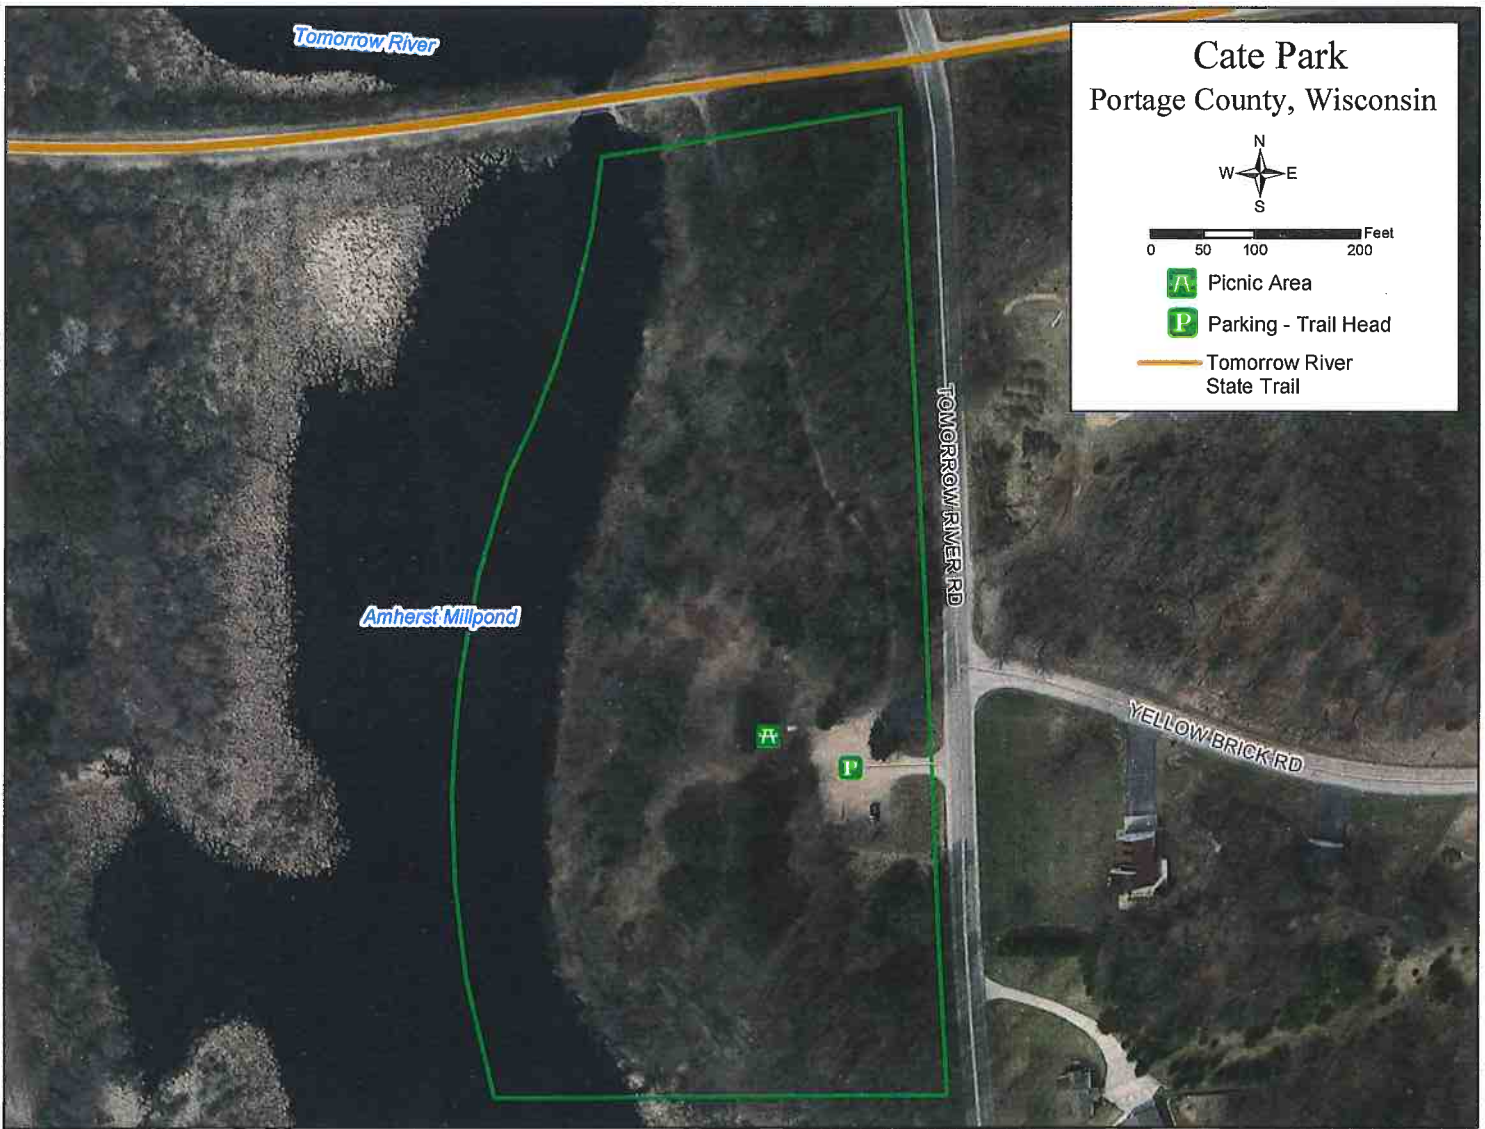 Tomorrow River
Cate Park
Portage County, Wisconsin
N
W E
S
Feet
0 50 100 200
Picnic Area
P Parking - Trail Head
Tomorrow River
State Trail
TOMORROW RIVER RD
Amherst Millpond
YELLOW BRICK RD
P